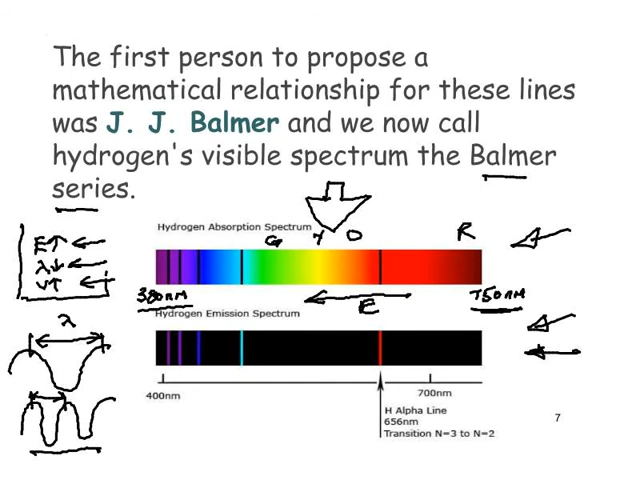 The first person to propose a
mathematical relationship for these lines
was J. J. Balmer and we now call
hydrogen's visible spectrum the Balmer
series.
Hydrogen Absorption Spectrum
G Y O R
E↑
λ↓
ν↑
380nm
750nm
E
Hydrogen Emission Spectrum
λ
400nm
700nm
H Alpha Line
656nm
Transition N=3 to N=2
7